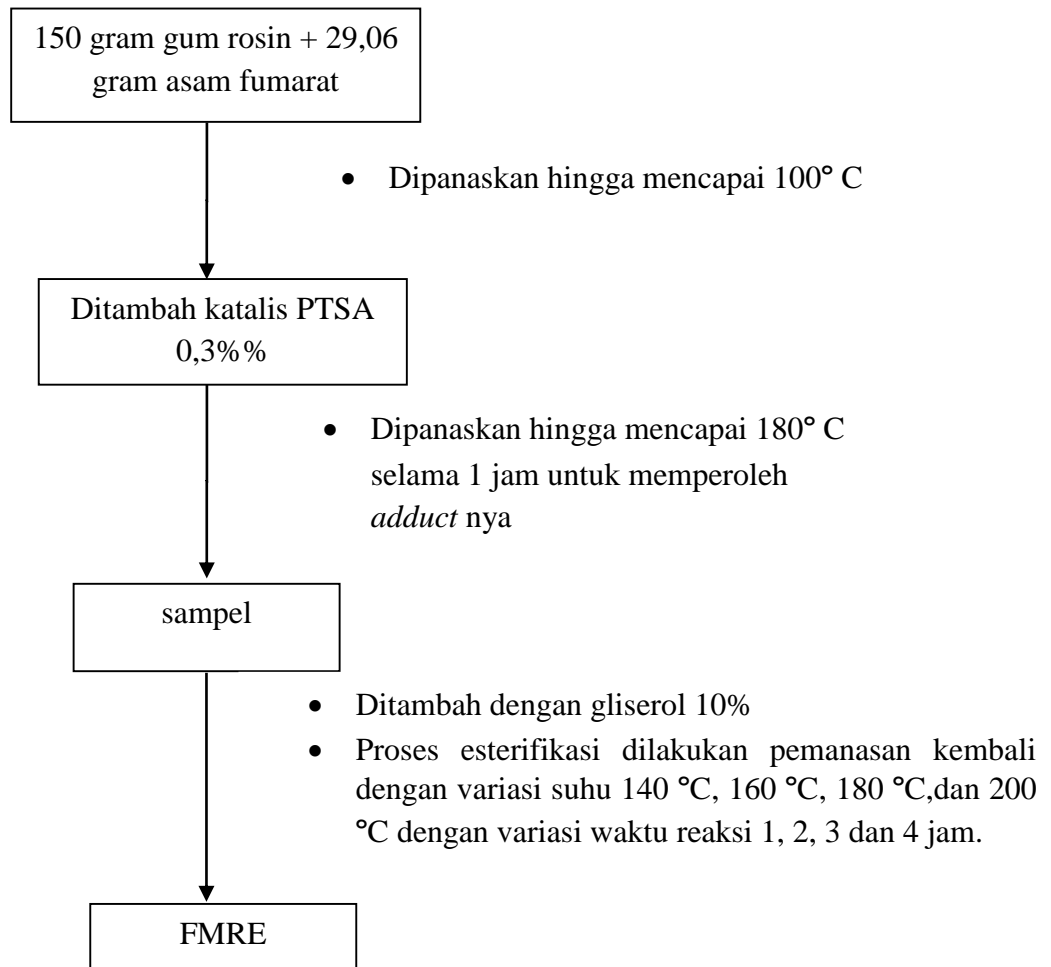 150 gram gum rosin + 29,06
gram asam fumarat
• Dipanaskan hingga mencapai 100° C
Ditambah katalis PTSA
0,3%%
• Dipanaskan hingga mencapai 180° C
selama 1 jam untuk memperoleh
adduct nya
sampel
• Ditambah dengan gliserol 10%
• Proses esterifikasi dilakukan pemanasan kembali
dengan variasi suhu 140 °C, 160 °C, 180 °C,dan 200
°C dengan variasi waktu reaksi 1, 2, 3 dan 4 jam.
FMRE